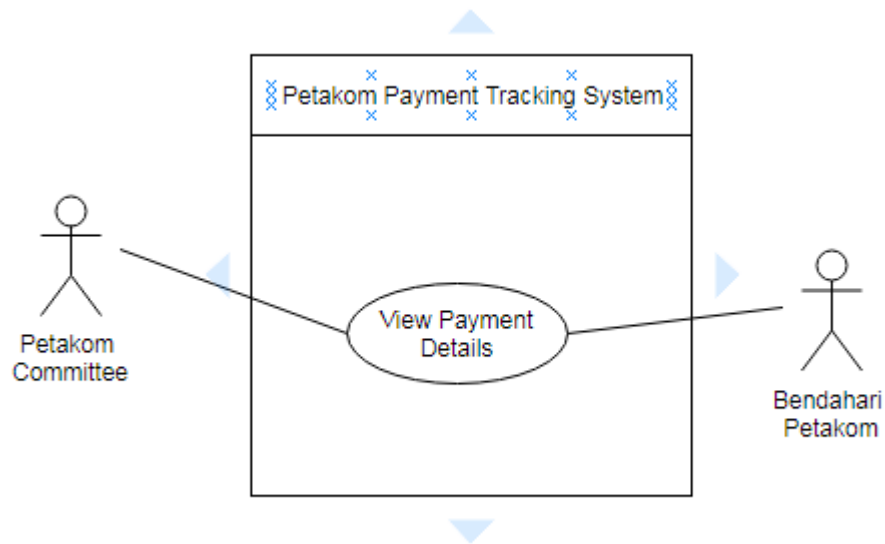 Petakom Payment Tracking System
Petakom
Committee
View Payment
Details
Bendahari
Petakom